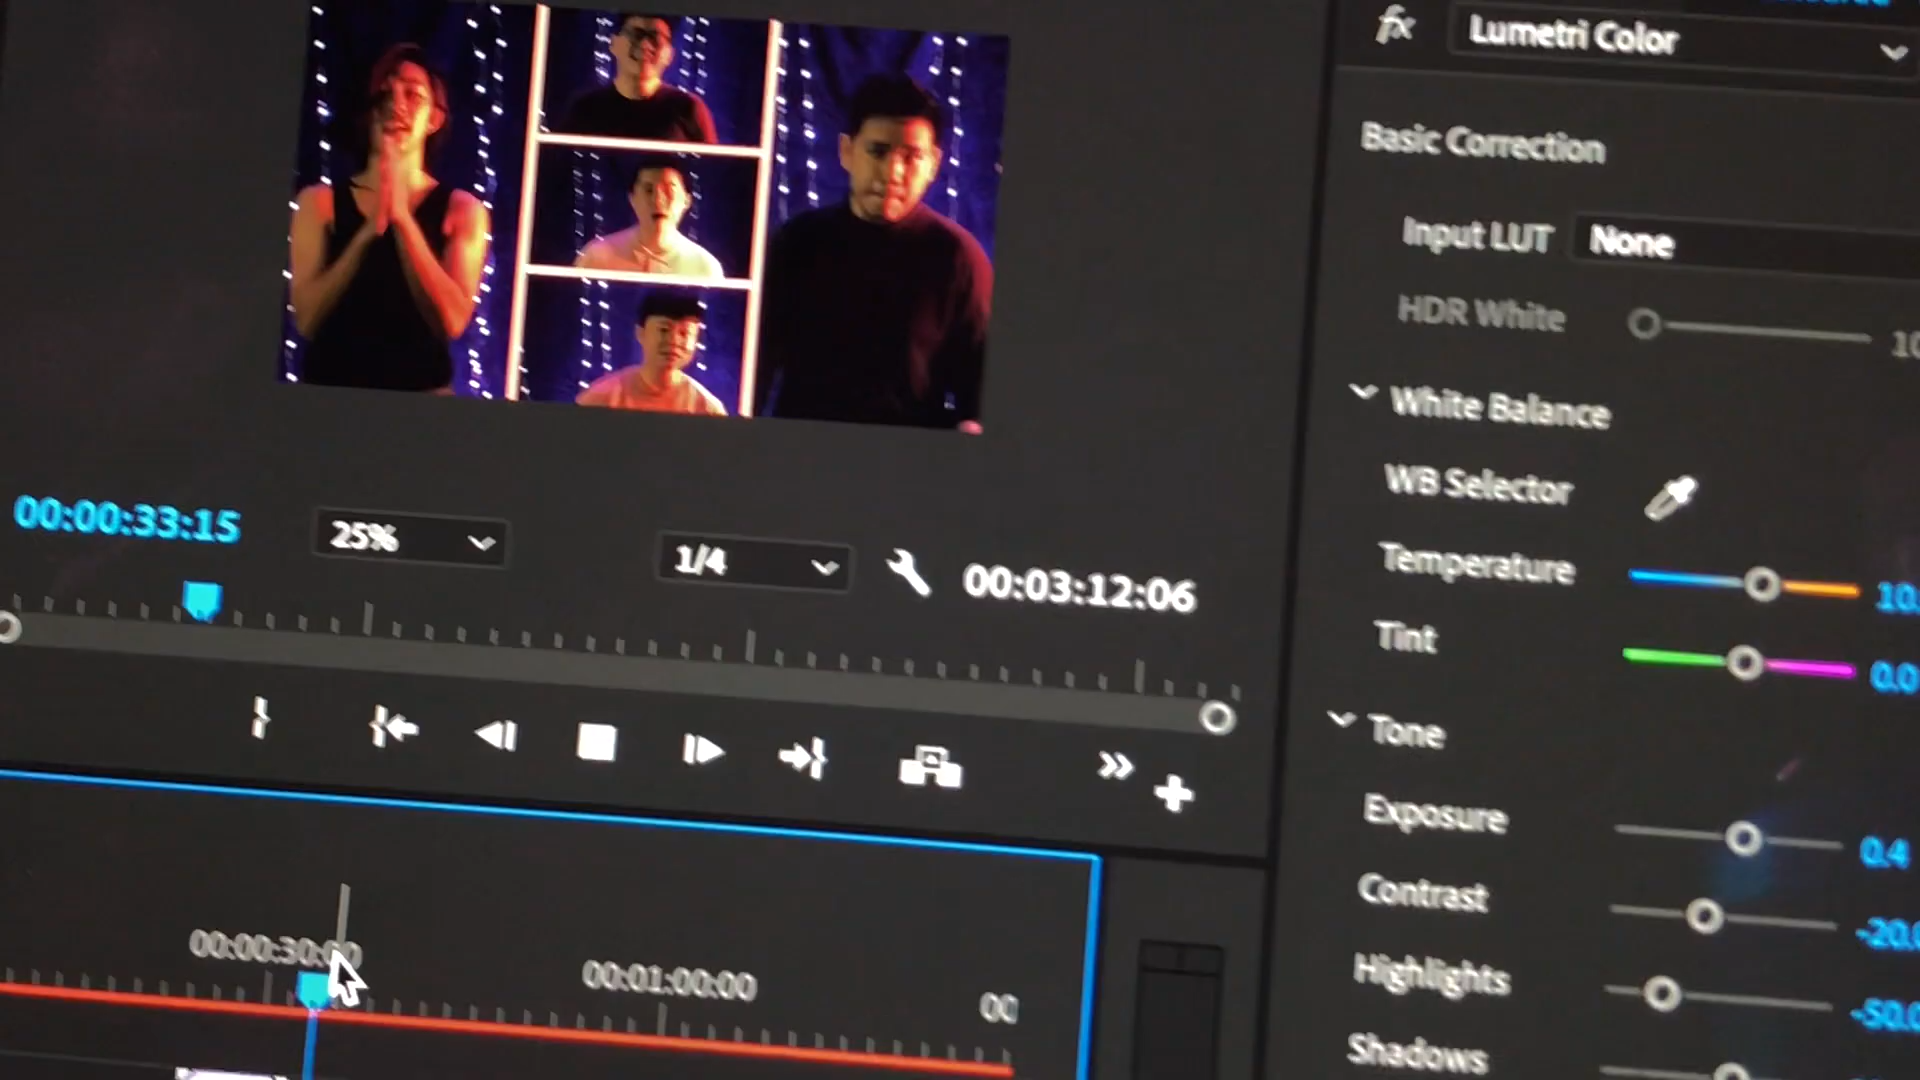 fx Lumetri Color
Basic Correction
Input LUT None
HDR White
White Balance
WB Selector
Temperature 10.
Tint 0.0
Tone
Exposure 0.4
Contrast -20.0
Highlights -50.0
Shadows
00:00:33:15 25% 1/4 00:03:12:06
00:00:30:00 00:01:00:00 00